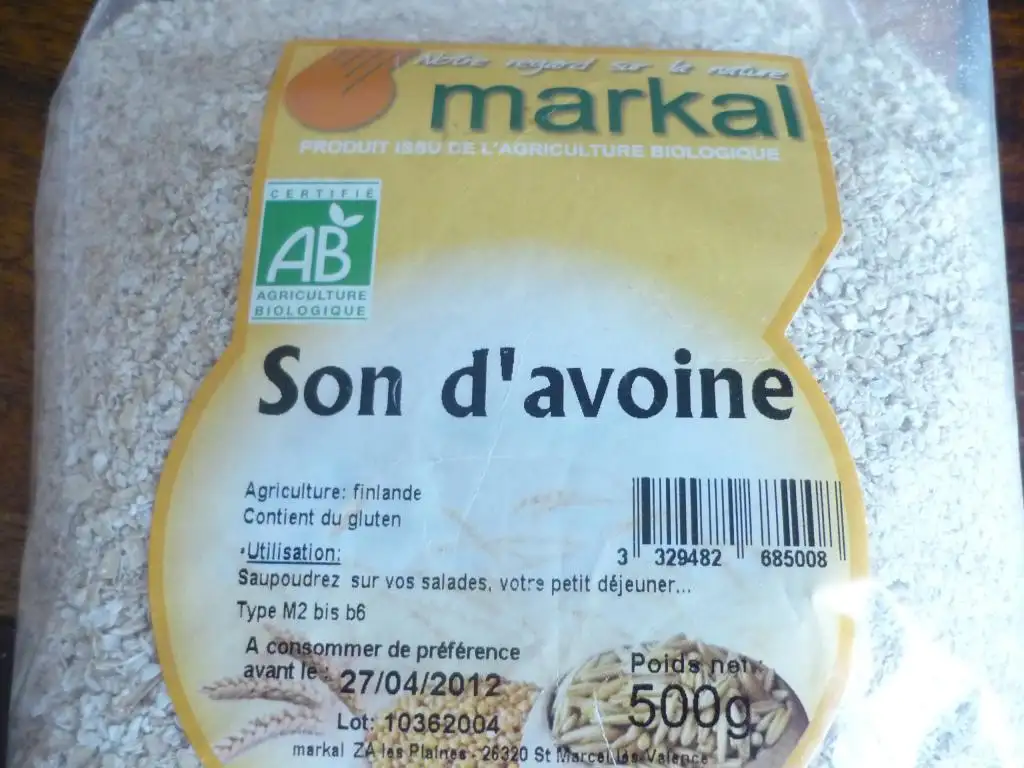 Notre regard sur la nature
markal
PRODUIT ISSU DE L'AGRICULTURE BIOLOGIQUE
CERTIFIÉ
AB
AGRICULTURE
BIOLOGIQUE
Son d'avoine
Agriculture: finlande
Contient du gluten
•Utilisation:
Saupoudrez sur vos salades, votre petit déjeuner...
Type M2 bis b6
3 329482 685008
A consommer de préférence
avant le : 27/04/2012
Lot: 10362004
Poids net :
500g
markal ZA les Plaines - 26320 St Marcel les Valence